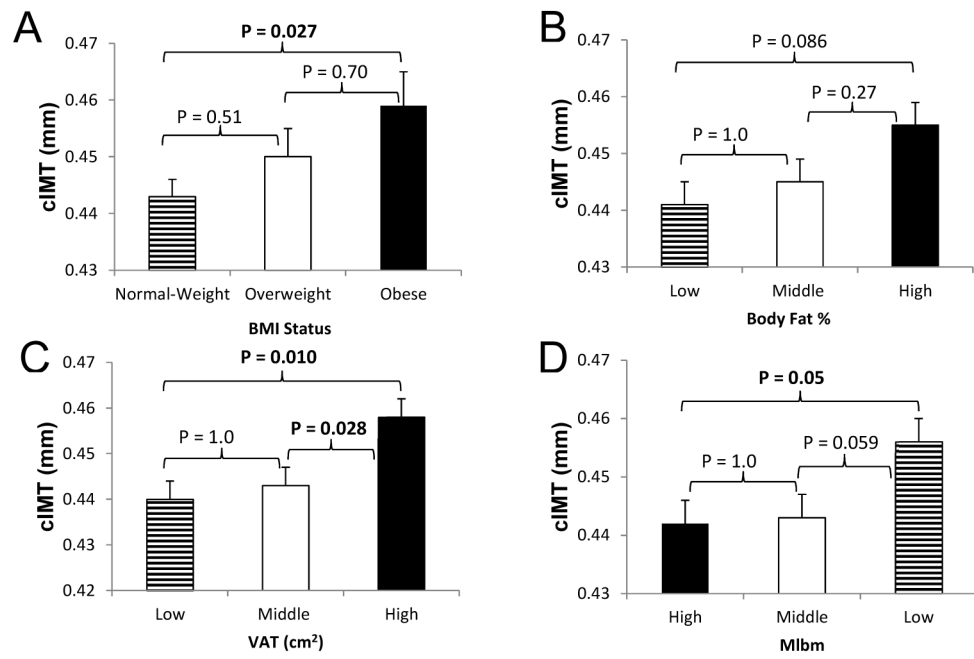 A
P = 0.027
0.47
P = 0.70
0.46
P = 0.51
0.45
0.44
0.43
cIMT (mm)
Normal-Weight Overweight Obese
BMI Status
B
0.47
P = 0.086
0.46
P = 0.27
P = 1.0
0.45
0.44
0.43
cIMT (mm)
Low Middle High
Body Fat %
C
P = 0.010
0.47
0.46
P = 1.0
P = 0.028
0.45
0.44
0.43
0.42
cIMT (mm)
Low Middle High
VAT (cm²)
D
0.47
P = 0.05
0.46
P = 0.059
P = 1.0
0.45
0.44
0.43
cIMT (mm)
High Middle Low
MIbm